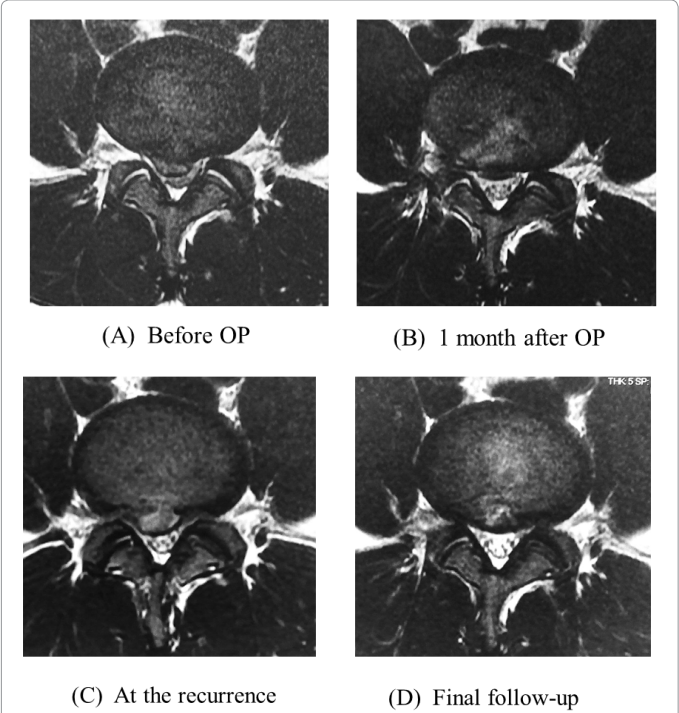 (A) Before OP
(B) 1 month after OP
THK:5 SP:
(C) At the recurrence
(D) Final follow-up